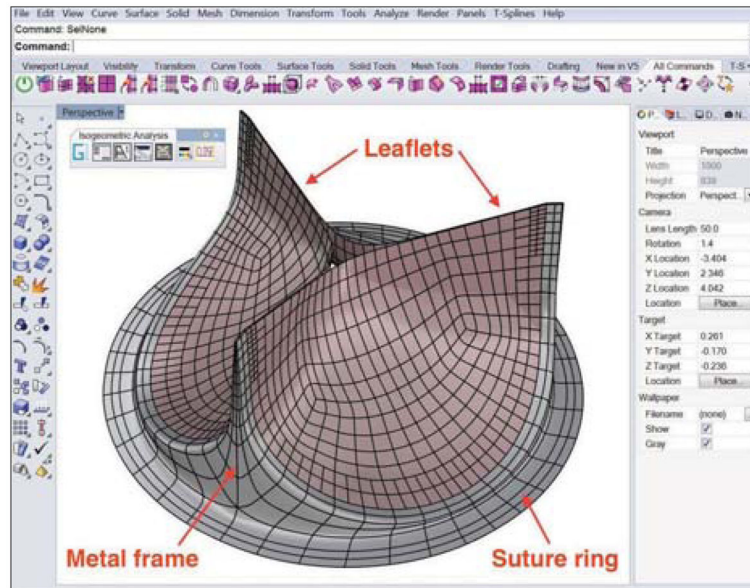 File Edit View Curve Surface Solid Mesh Dimension Transform Tools Analyze Render Panels T-Splines Help
Command: SelNone
Command:
Viewport Layout Visibility Transform Curve Tools Surface Tools Solid Tools Mesh Tools Render Tools Drafting New in V5 All Commands T-S
Perspective
Isogeometric Analysis
Leaflets
Metal frame
Suture ring
P.. L... D.. N...
Viewport
Title Perspective
Width 1000
Height 839
Projection Perspect...
Camera
Lens Length 50.0
Rotation 1.4
X Location -3.404
Y Location 2.346
Z Location 4.042
Location Place...
Target
X Target 0.261
Y Target -0.170
Z Target -0.236
Location Place...
Wallpaper
Filename (none)
Show
Gray